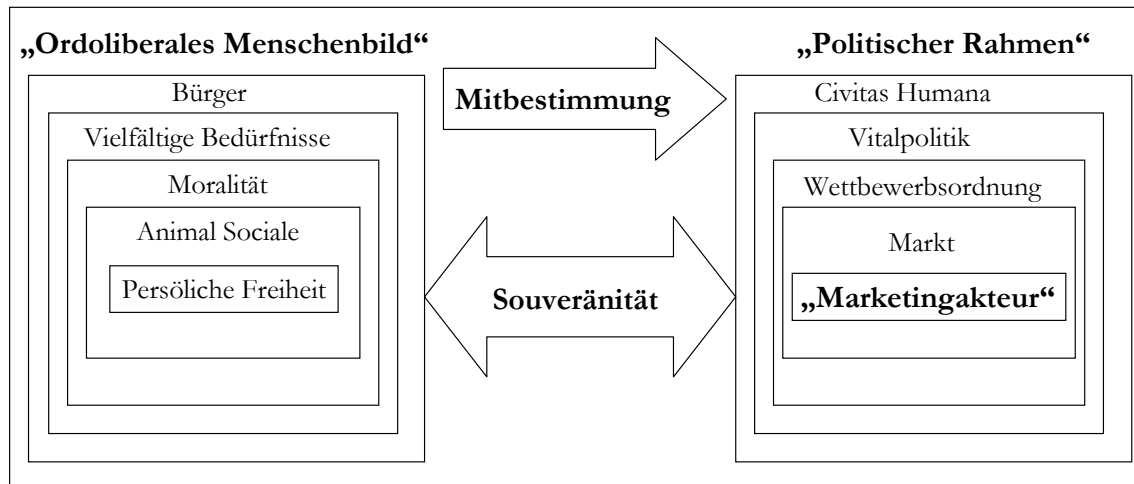 „Ordoliberales Menschenbild“
Bürger
Vielfältige Bedürfnisse
Moralität
Animal Sociale
Persöliche Freiheit
Mitbestimmung
Souveränität
„Politischer Rahmen“
Civitas Humana
Vitalpolitik
Wettbewerbsordnung
Markt
„Marketingakteur“